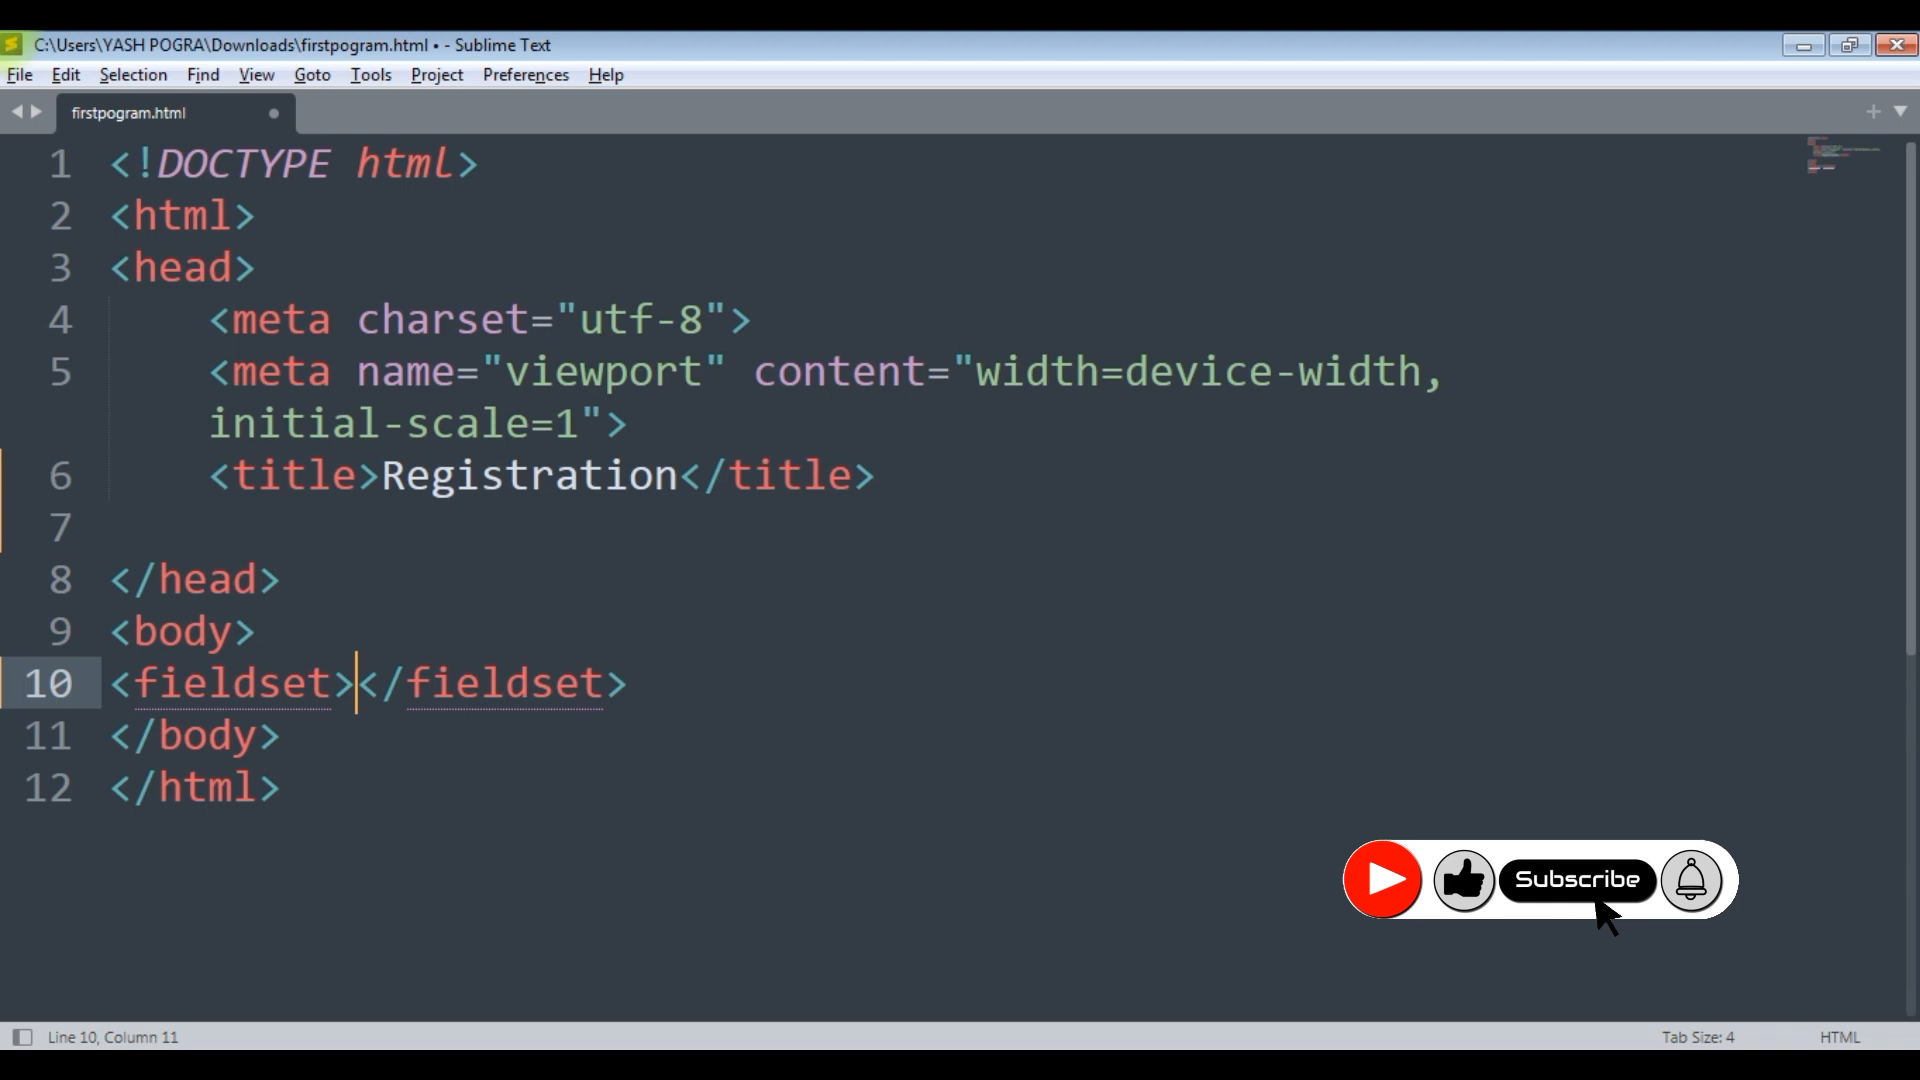 C:\Users\YASH POGRA\Downloads\firstpogram.html • - Sublime Text
File Edit Selection Find View Goto Tools Project Preferences Help
firstpogram.html
1 <!DOCTYPE html>
2 <html>
3 <head>
4 <meta charset="utf-8">
5 <meta name="viewport" content="width=device-width,
initial-scale=1">
6 <title>Registration</title>
7
8 </head>
9 <body>
10 <fieldset></fieldset>
11 </body>
12 </html>
Subscribe
Line 10, Column 11 Tab Size: 4 HTML